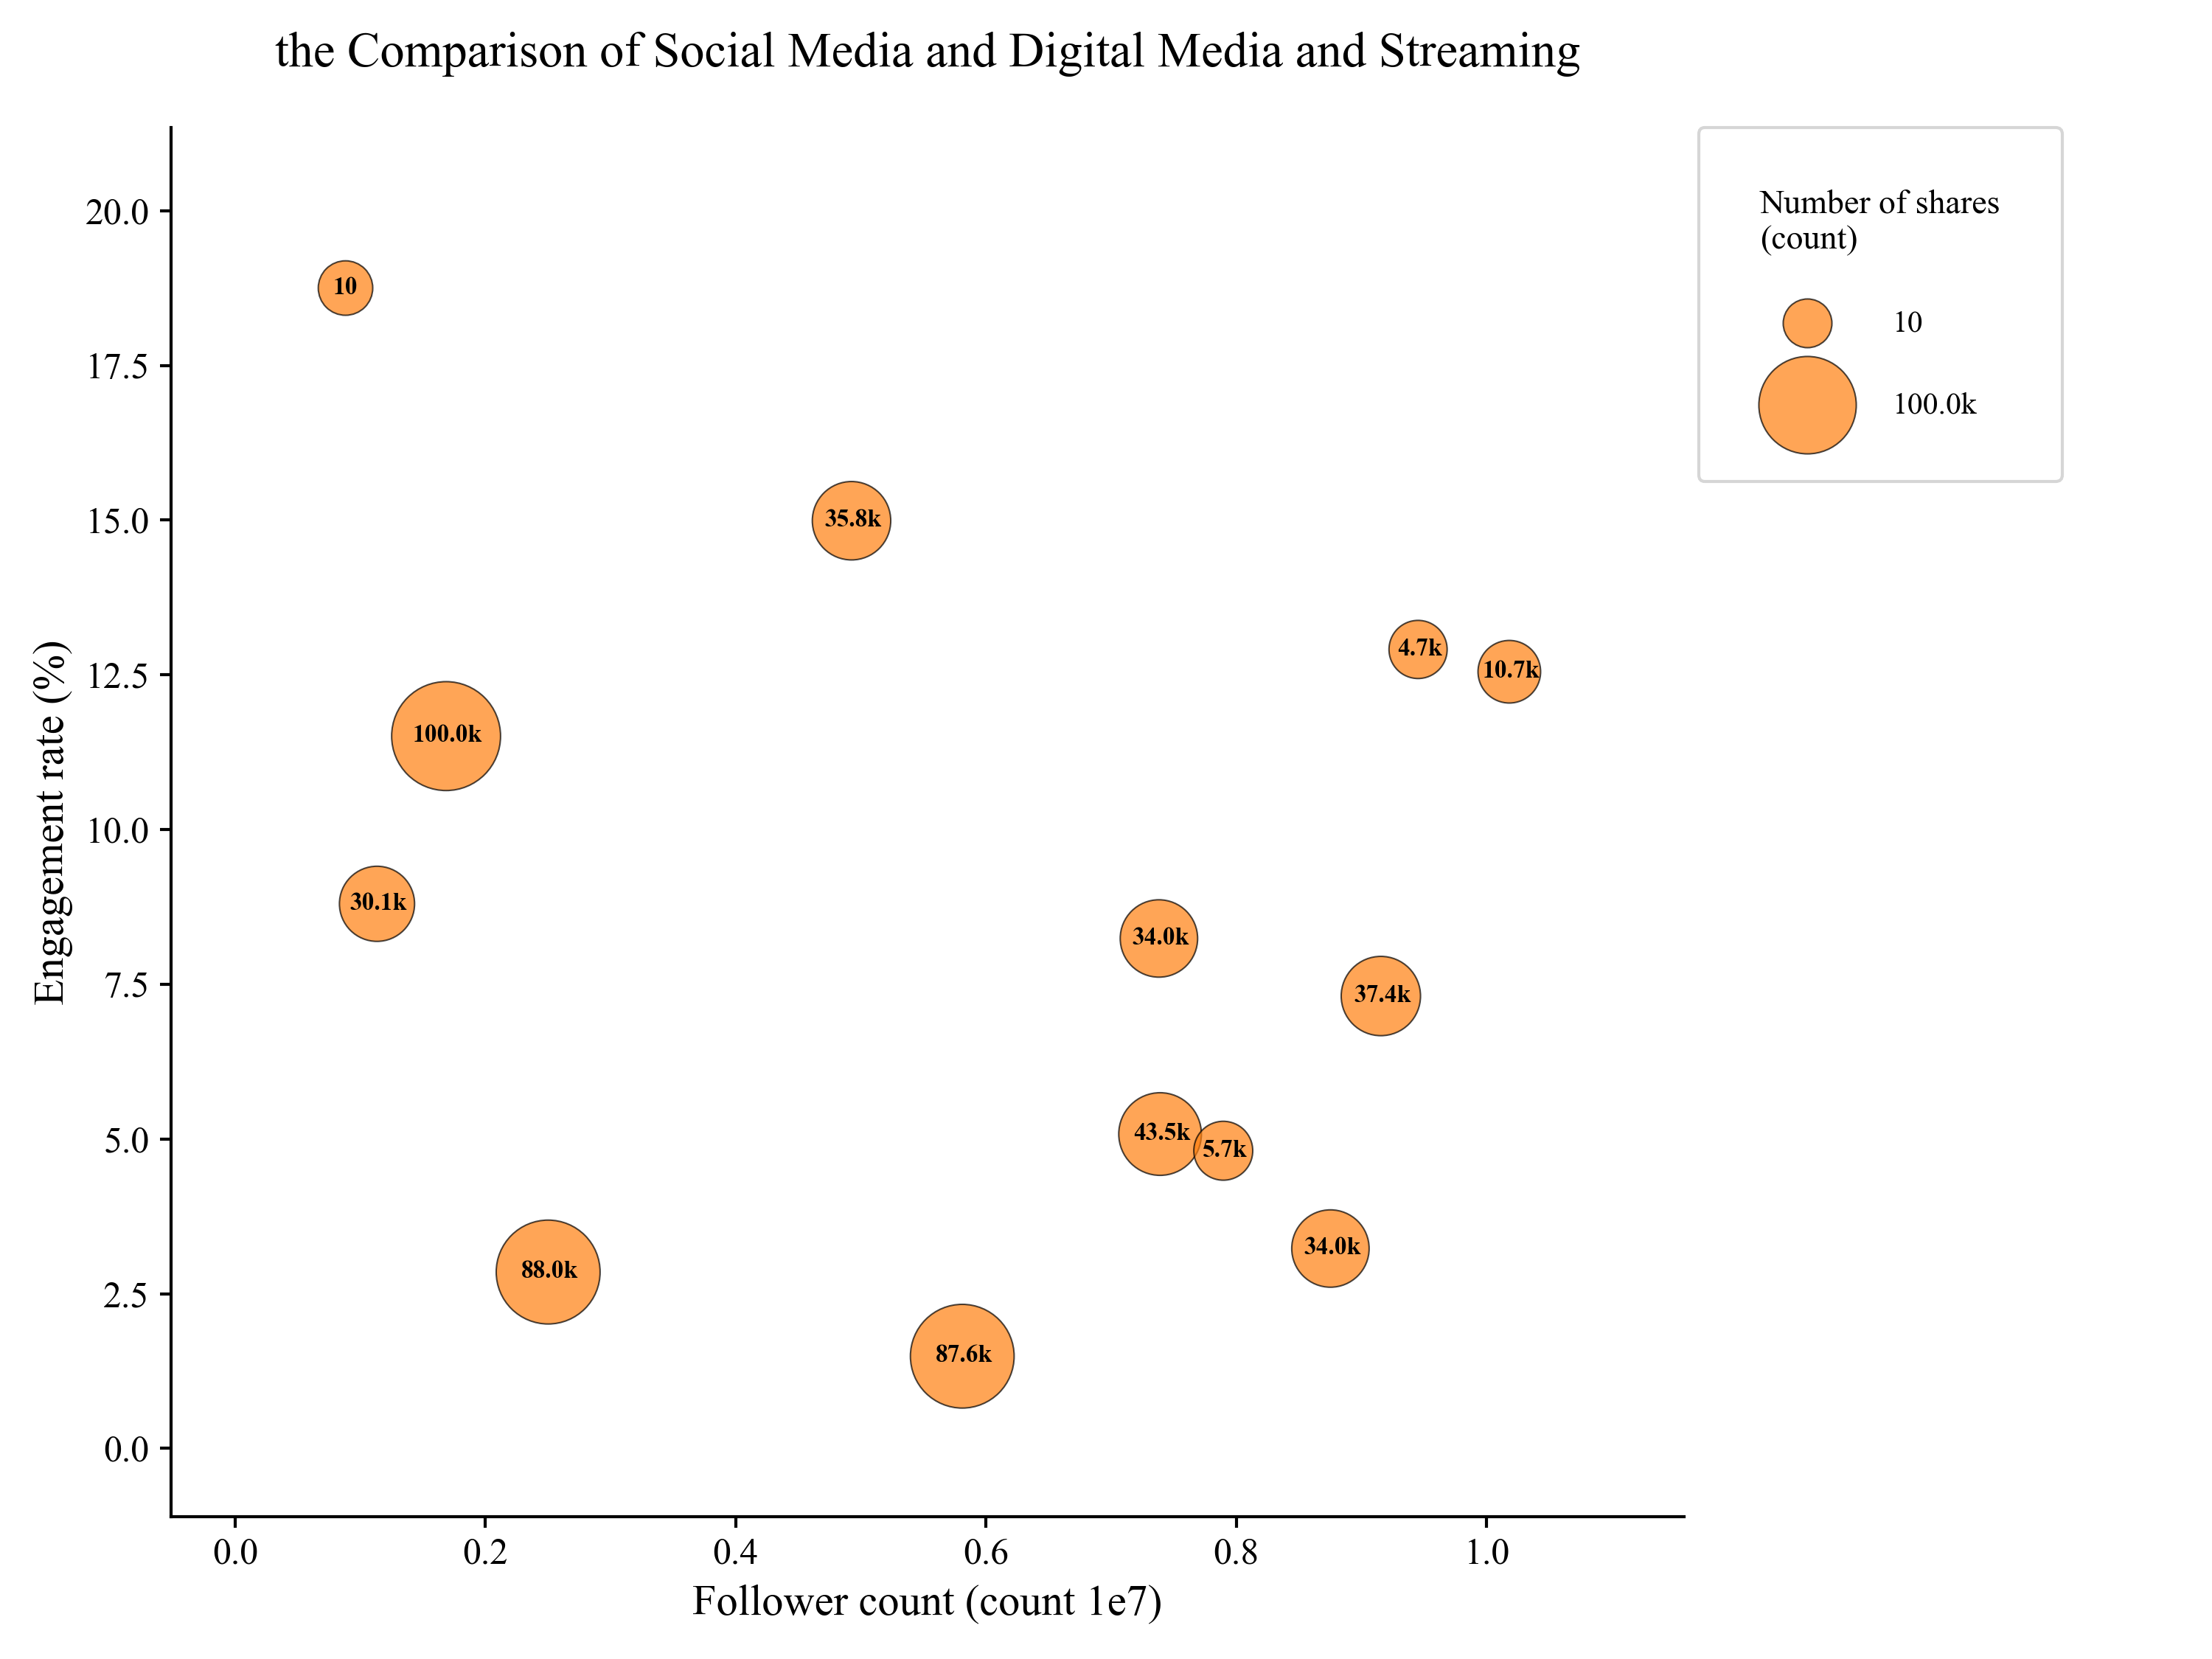 the Comparison of Social Media and Digital Media and Streaming
Number of shares
(count)
10
100.0k
Engagement rate (%)
20.0
17.5
15.0
12.5
10.0
7.5
5.0
2.5
0.0
10
35.8k
4.7k
10.7k
100.0k
30.1k
34.0k
37.4k
43.5k
5.7k
34.0k
88.0k
87.6k
0.0 0.2 0.4 0.6 0.8 1.0
Follower count (count 1e7)